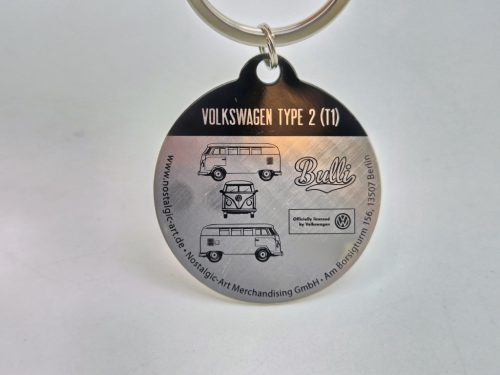 VOLKSWAGEN TYPE 2 (T1)
Bulli
Officially licensed
by Volkswagen
www.nostalgic-art.de • Nostalgic-Art Merchandising GmbH • Am Borsigturm 156, 13507 Berlin